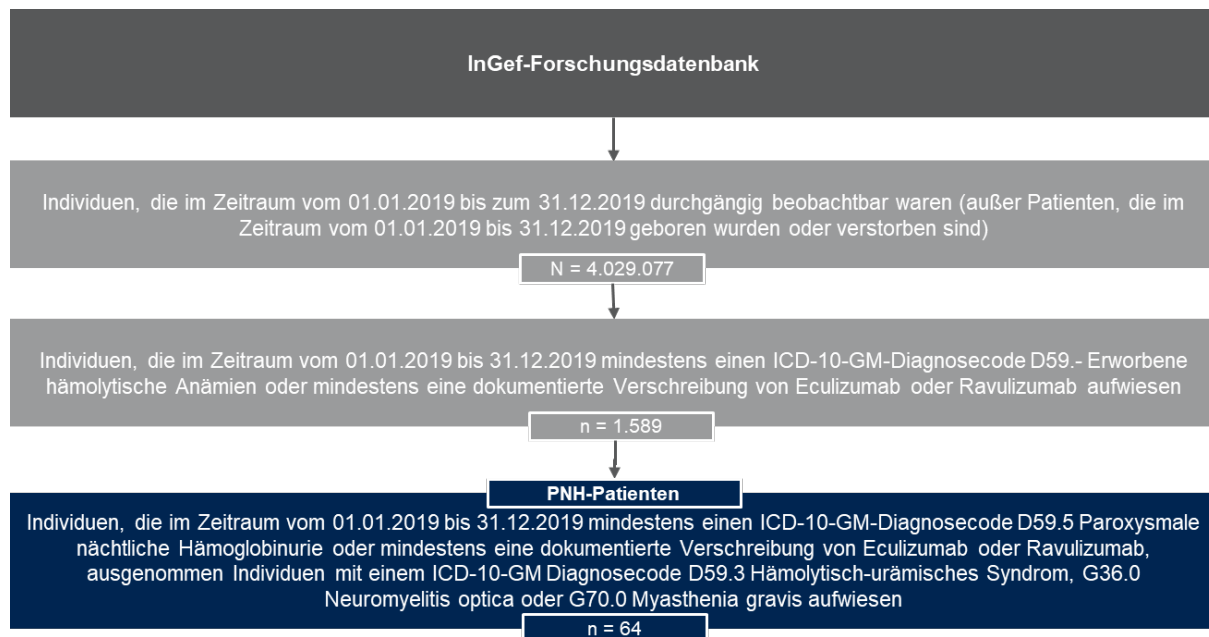 InGef-Forschungsdatenbank
Individuen, die im Zeitraum vom 01.01.2019 bis zum 31.12.2019 durchgängig beobachtbar waren (außer Patienten, die im
Zeitraum vom 01.01.2019 bis 31.12.2019 geboren wurden oder verstorben sind)
N = 4.029.077
Individuen, die im Zeitraum vom 01.01.2019 bis 31.12.2019 mindestens einen ICD-10-GM-Diagnosecode D59.- Erworbene
hämolytische Anämien oder mindestens eine dokumentierte Verschreibung von Eculizumab oder Ravulizumab aufwiesen
n = 1.589
PNH-Patienten
Individuen, die im Zeitraum vom 01.01.2019 bis 31.12.2019 mindestens einen ICD-10-GM-Diagnosecode D59.5 Paroxysmale
nächtliche Hämoglobinurie oder mindestens eine dokumentierte Verschreibung von Eculizumab oder Ravulizumab,
ausgenommen Individuen mit einem ICD-10-GM Diagnosecode D59.3 Hämolytisch-urämisches Syndrom, G36.0
Neuromyelitis optica oder G70.0 Myasthenia gravis aufwiesen
n = 64